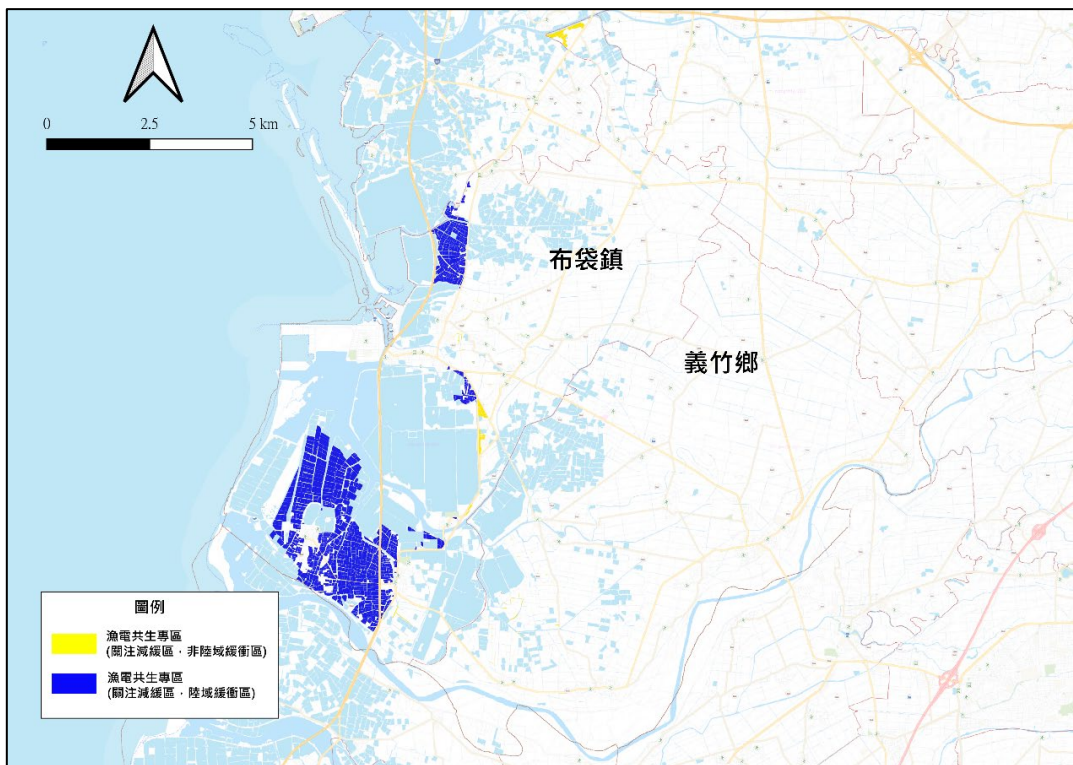 0 2.5 5 km
布袋鎮
義竹鄉
圖例
漁電共生專區
(關注減緩區，非陸域緩衝區)
漁電共生專區
(關注減緩區，陸域緩衝區)